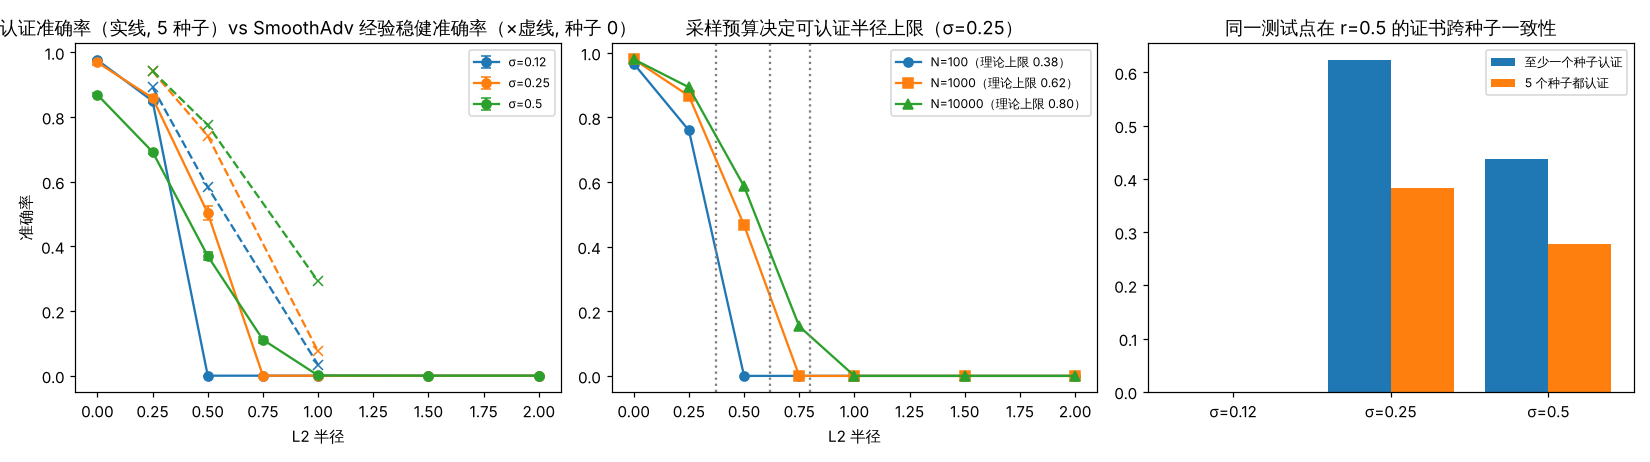 认证准确率（实线, 5 种子）vs SmoothAdv 经验稳健准确率（×虚线, 种子 0）
准确率
1.0
0.8
0.6
0.4
0.2
0.0
σ=0.12
σ=0.25
σ=0.5
0.00 0.25 0.50 0.75 1.00 1.25 1.50 1.75 2.00
L2 半径
采样预算决定可认证半径上限（σ=0.25）
1.0
0.8
0.6
0.4
0.2
0.0
N=100（理论上限 0.38）
N=1000（理论上限 0.62）
N=10000（理论上限 0.80）
0.00 0.25 0.50 0.75 1.00 1.25 1.50 1.75 2.00
L2 半径
同一测试点在 r=0.5 的证书跨种子一致性
0.6
0.5
0.4
0.3
0.2
0.1
0.0
至少一个种子认证
5 个种子都认证
σ=0.12 σ=0.25 σ=0.5